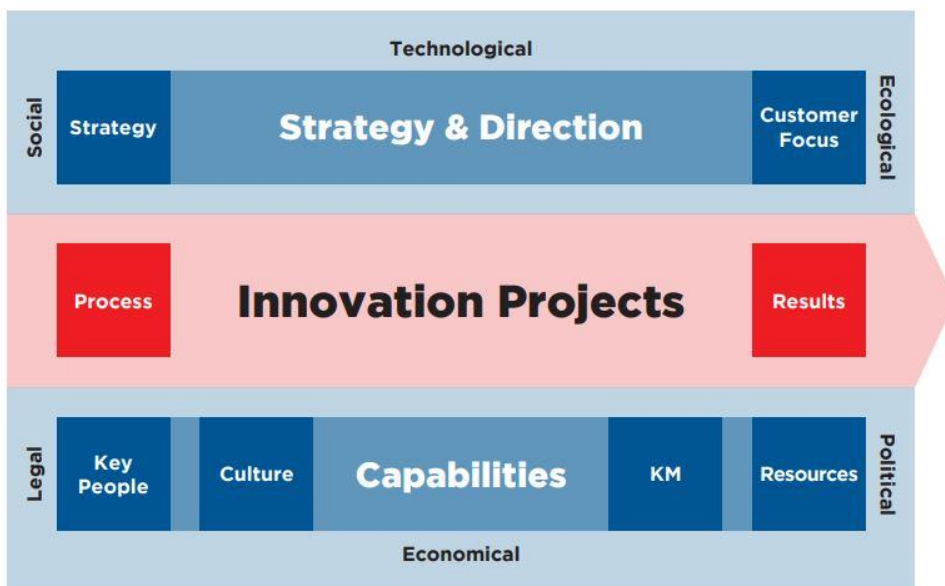 Technological
Social
Strategy
Strategy & Direction
Customer
Focus
Ecological
Process
Innovation Projects
Results
Legal
Key
People
Culture
Capabilities
KM
Resources
Political
Economical